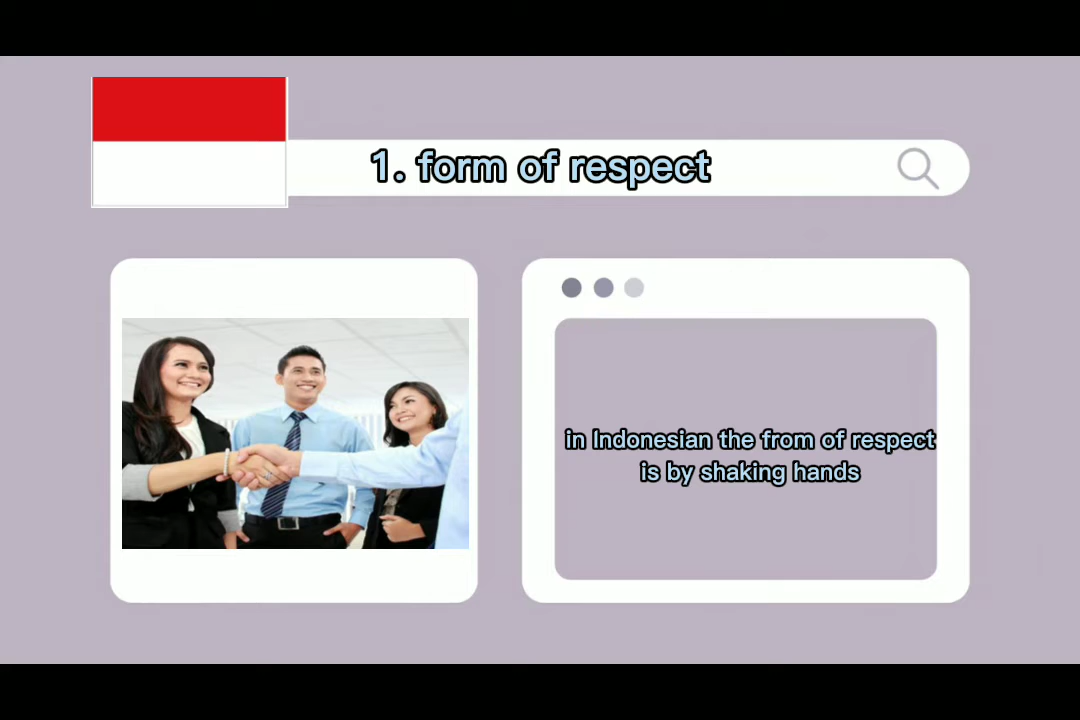 1. form of respect
in Indonesian the from of respect
is by shaking hands